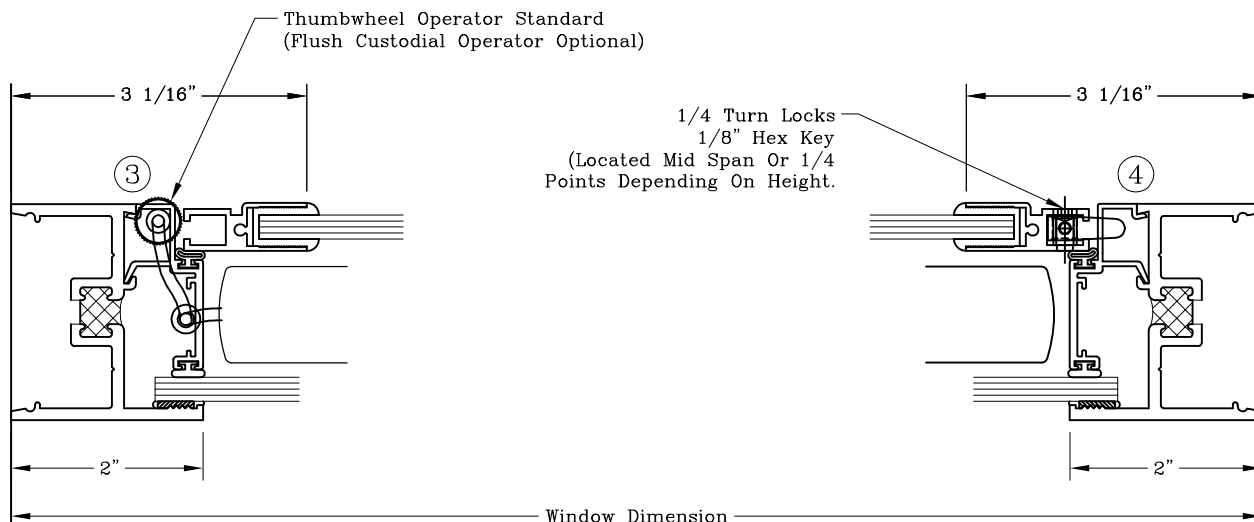 Thumbwheel Operator Standard
(Flush Custodial Operator Optional)
3 1/16"
3 1/16"
1/4 Turn Locks
1/8" Hex Key
(Located Mid Span Or 1/4
Points Depending On Height.
3
4
2"
2"
Window Dimension